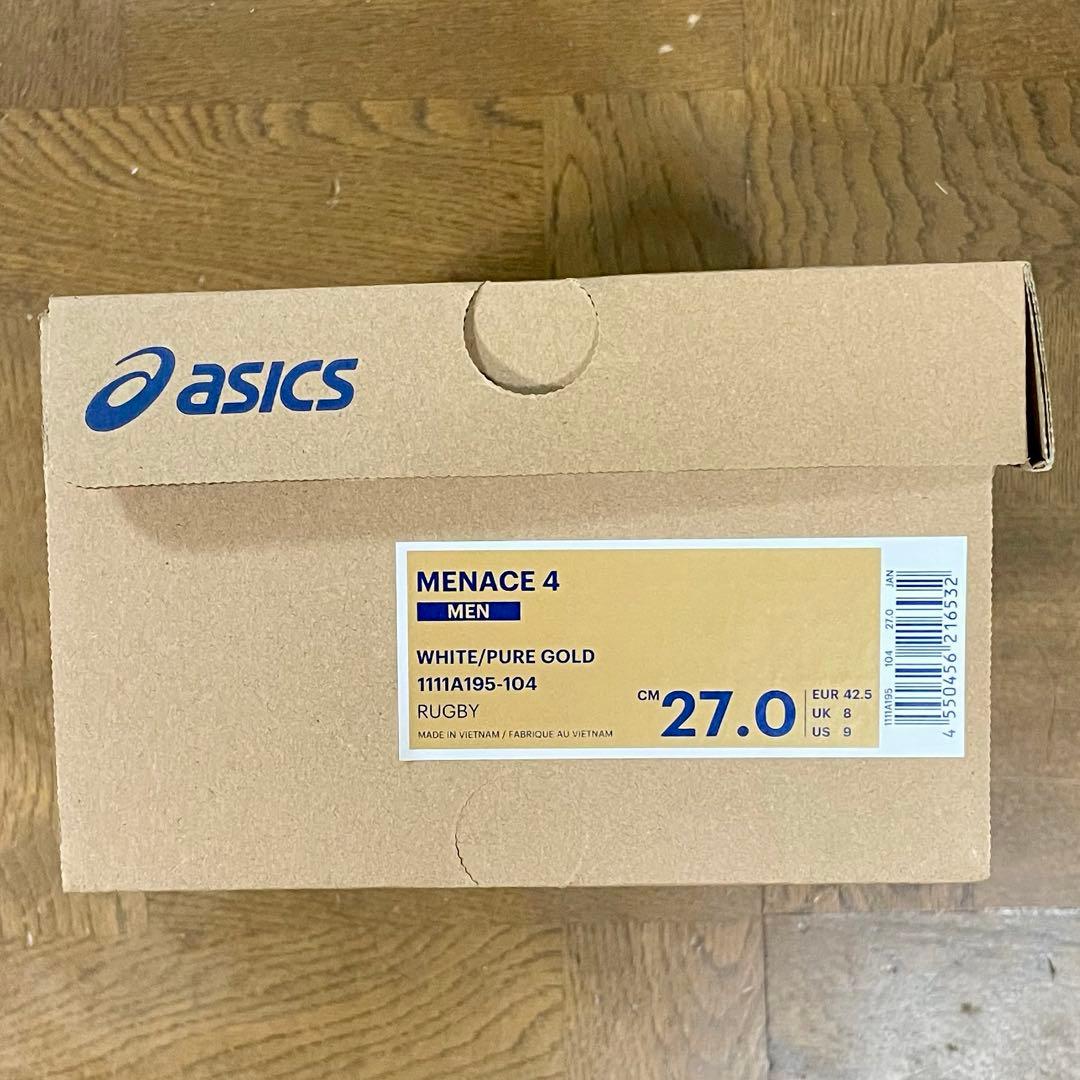 asics
MENACE 4
MEN
WHITE/PURE GOLD
1111A195-104
RUGBY
MADE IN VIETNAM / FABRIQUE AU VIETNAM
CM 27.0
EUR 42.5
UK 8
US 9
1111A195 104 27.0 JAN
4 550456 216532